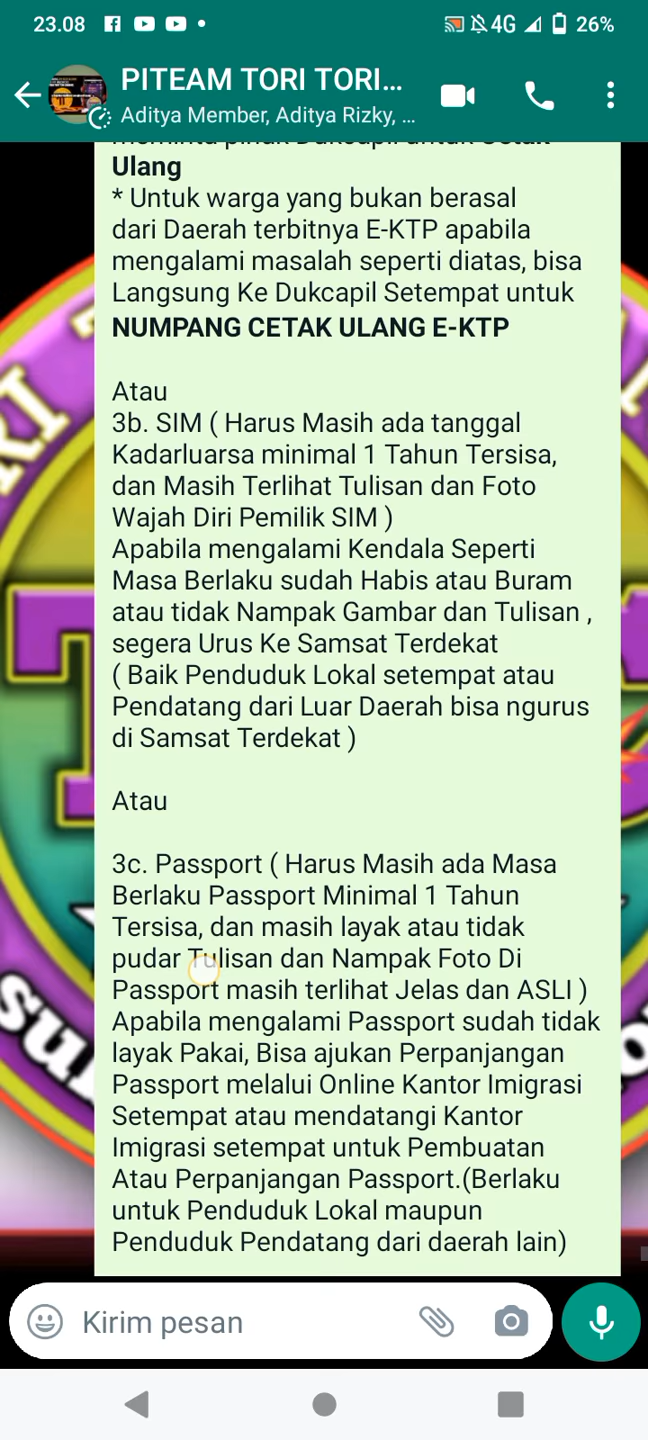 23.08 4G 26%
PITEAM TORI TORI...
Aditya Member, Aditya Rizky, ...
meminta pihak Dukcapil untuk Cetak
Ulang
* Untuk warga yang bukan berasal
dari Daerah terbitnya E-KTP apabila
mengalami masalah seperti diatas, bisa
Langsung Ke Dukcapil Setempat untuk
NUMPANG CETAK ULANG E-KTP
Atau
3b. SIM ( Harus Masih ada tanggal
Kadarluarsa minimal 1 Tahun Tersisa,
dan Masih Terlihat Tulisan dan Foto
Wajah Diri Pemilik SIM )
Apabila mengalami Kendala Seperti
Masa Berlaku sudah Habis atau Buram
atau tidak Nampak Gambar dan Tulisan ,
segera Urus Ke Samsat Terdekat
( Baik Penduduk Lokal setempat atau
Pendatang dari Luar Daerah bisa ngurus
di Samsat Terdekat )
Atau
3c. Passport ( Harus Masih ada Masa
Berlaku Passport Minimal 1 Tahun
Tersisa, dan masih layak atau tidak
pudar Tulisan dan Nampak Foto Di
Passport masih terlihat Jelas dan ASLI )
Apabila mengalami Passport sudah tidak
layak Pakai, Bisa ajukan Perpanjangan
Passport melalui Online Kantor Imigrasi
Setempat atau mendatangi Kantor
Imigrasi setempat untuk Pembuatan
Atau Perpanjangan Passport.(Berlaku
untuk Penduduk Lokal maupun
Penduduk Pendatang dari daerah lain)
Kirim pesan